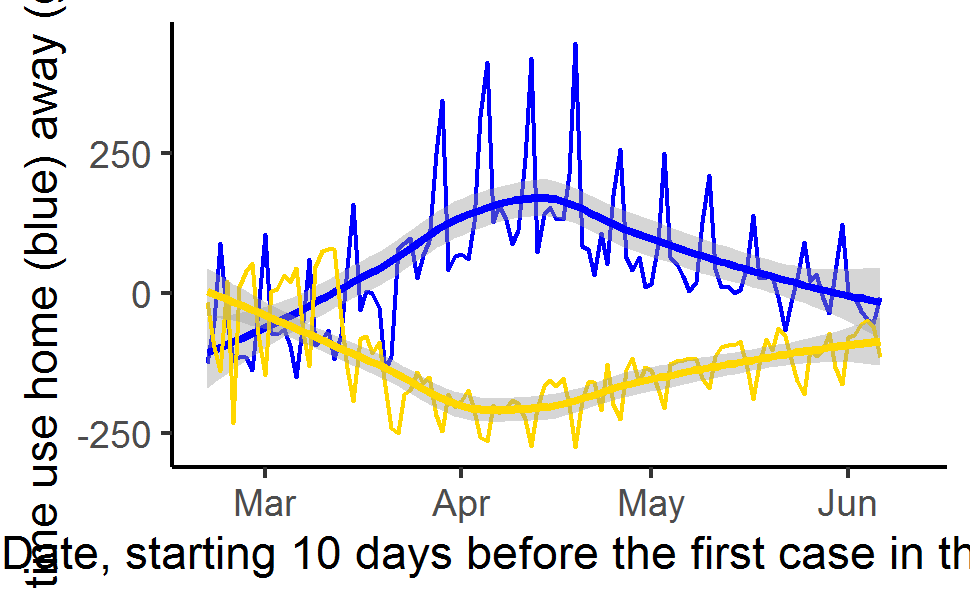 time use home (blue) away (
250
0
-250
Mar Apr May Jun
Date, starting 10 days before the first case in th